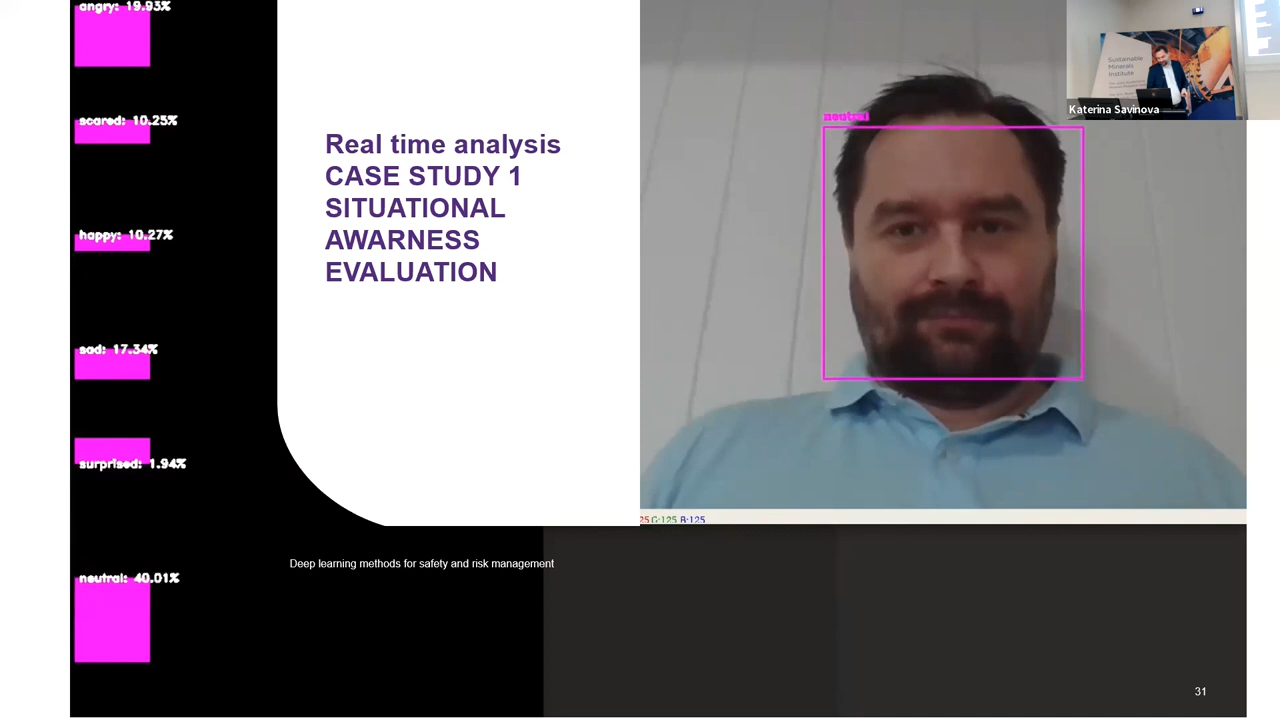 angry: 19.93%
scared: 10.25%
happy: 10.27%
sad: 17.34%
surprised: 1.94%
neutral: 40.01%
Real time analysis
CASE STUDY 1
SITUATIONAL
AWARNESS
EVALUATION
neutral
25 G:125 B:125
Deep learning methods for safety and risk management
Sustainable
Minerals
Institute
Katerina Savinova
31